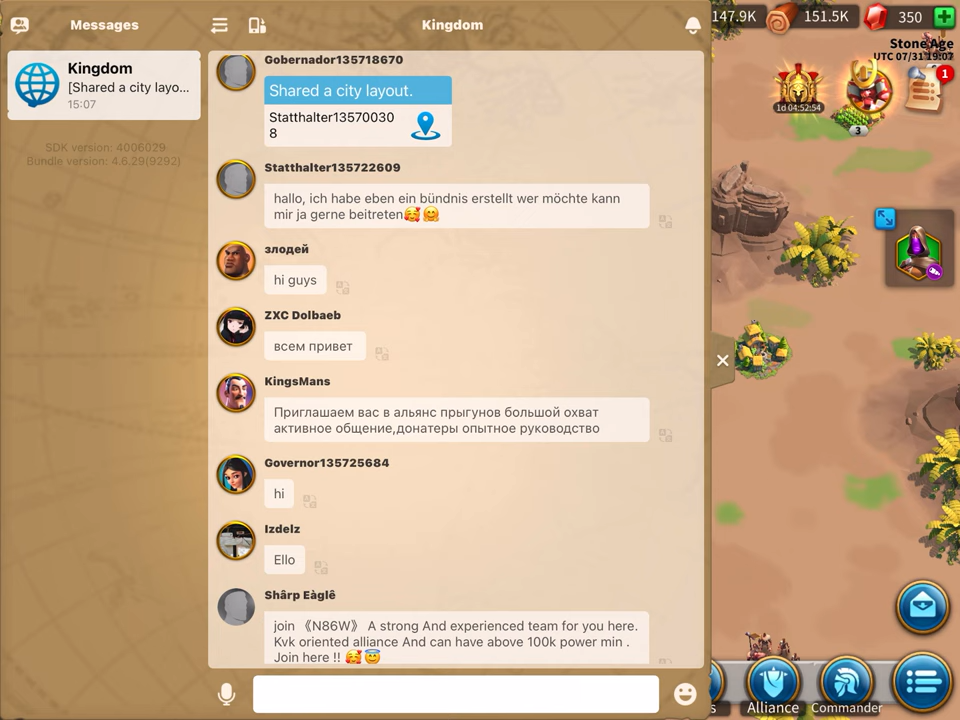 Messages
Kingdom
147.9K
151.5K
350
Stone Age
UTC 07/31 19:07
1
1d 04:52:54
3
Kingdom
[Shared a city layo...
15:07
SDK version: 4006029
Bundle version: 4.6.29(9292)
Gobernador135718670
Shared a city layout.
Statthalter13570030
8
Statthalter135722609
hallo, ich habe eben ein bündnis erstellt wer möchte kann
mir ja gerne beitreten🥰🤗
злодей
hi guys
ZXC Dolbaeb
всем привет
KingsMans
Приглашаем вас в альянс прыгунов большой охват
активное общение,донатеры опытное руководство
Governor135725684
hi
Izdelz
Ello
Shârp Eàglê
join 《N86W》 A strong And experienced team for you here.
Kvk oriented alliance And can have above 100k power min .
Join here !! 🥰😇
s
Alliance
Commander